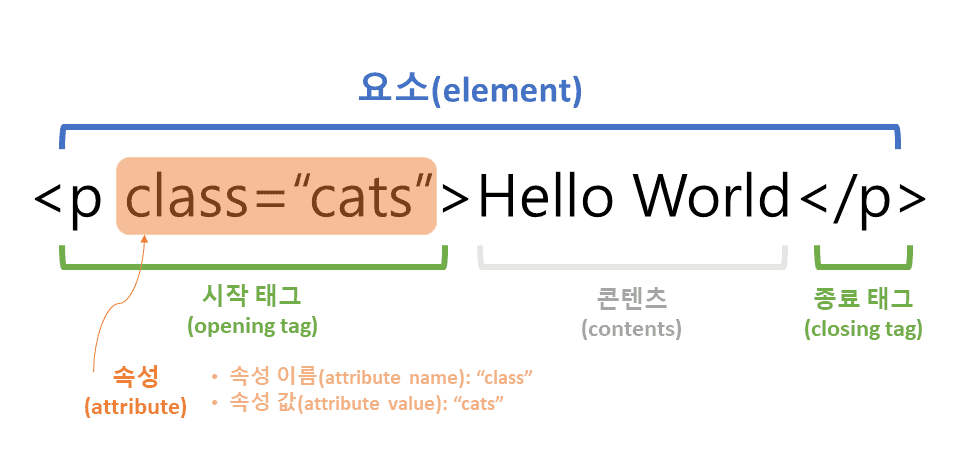 요소(element)
<p class=“cats”>Hello World</p>
시작 태그
(opening tag)
콘텐츠
(contents)
종료 태그
(closing tag)
속성
(attribute)
• 속성 이름(attribute name): “class”
• 속성 값(attribute value): “cats”